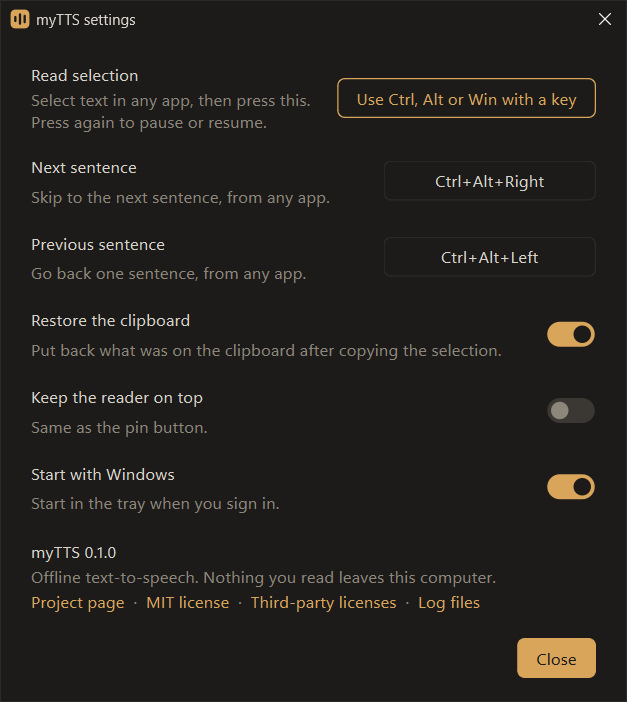 myTTS settings
Read selection
Select text in any app, then press this.
Press again to pause or resume.
Use Ctrl, Alt or Win with a key
Next sentence
Skip to the next sentence, from any app.
Ctrl+Alt+Right
Previous sentence
Go back one sentence, from any app.
Ctrl+Alt+Left
Restore the clipboard
Put back what was on the clipboard after copying the selection.
Keep the reader on top
Same as the pin button.
Start with Windows
Start in the tray when you sign in.
myTTS 0.1.0
Offline text-to-speech. Nothing you read leaves this computer.
Project page · MIT license · Third-party licenses · Log files
Close